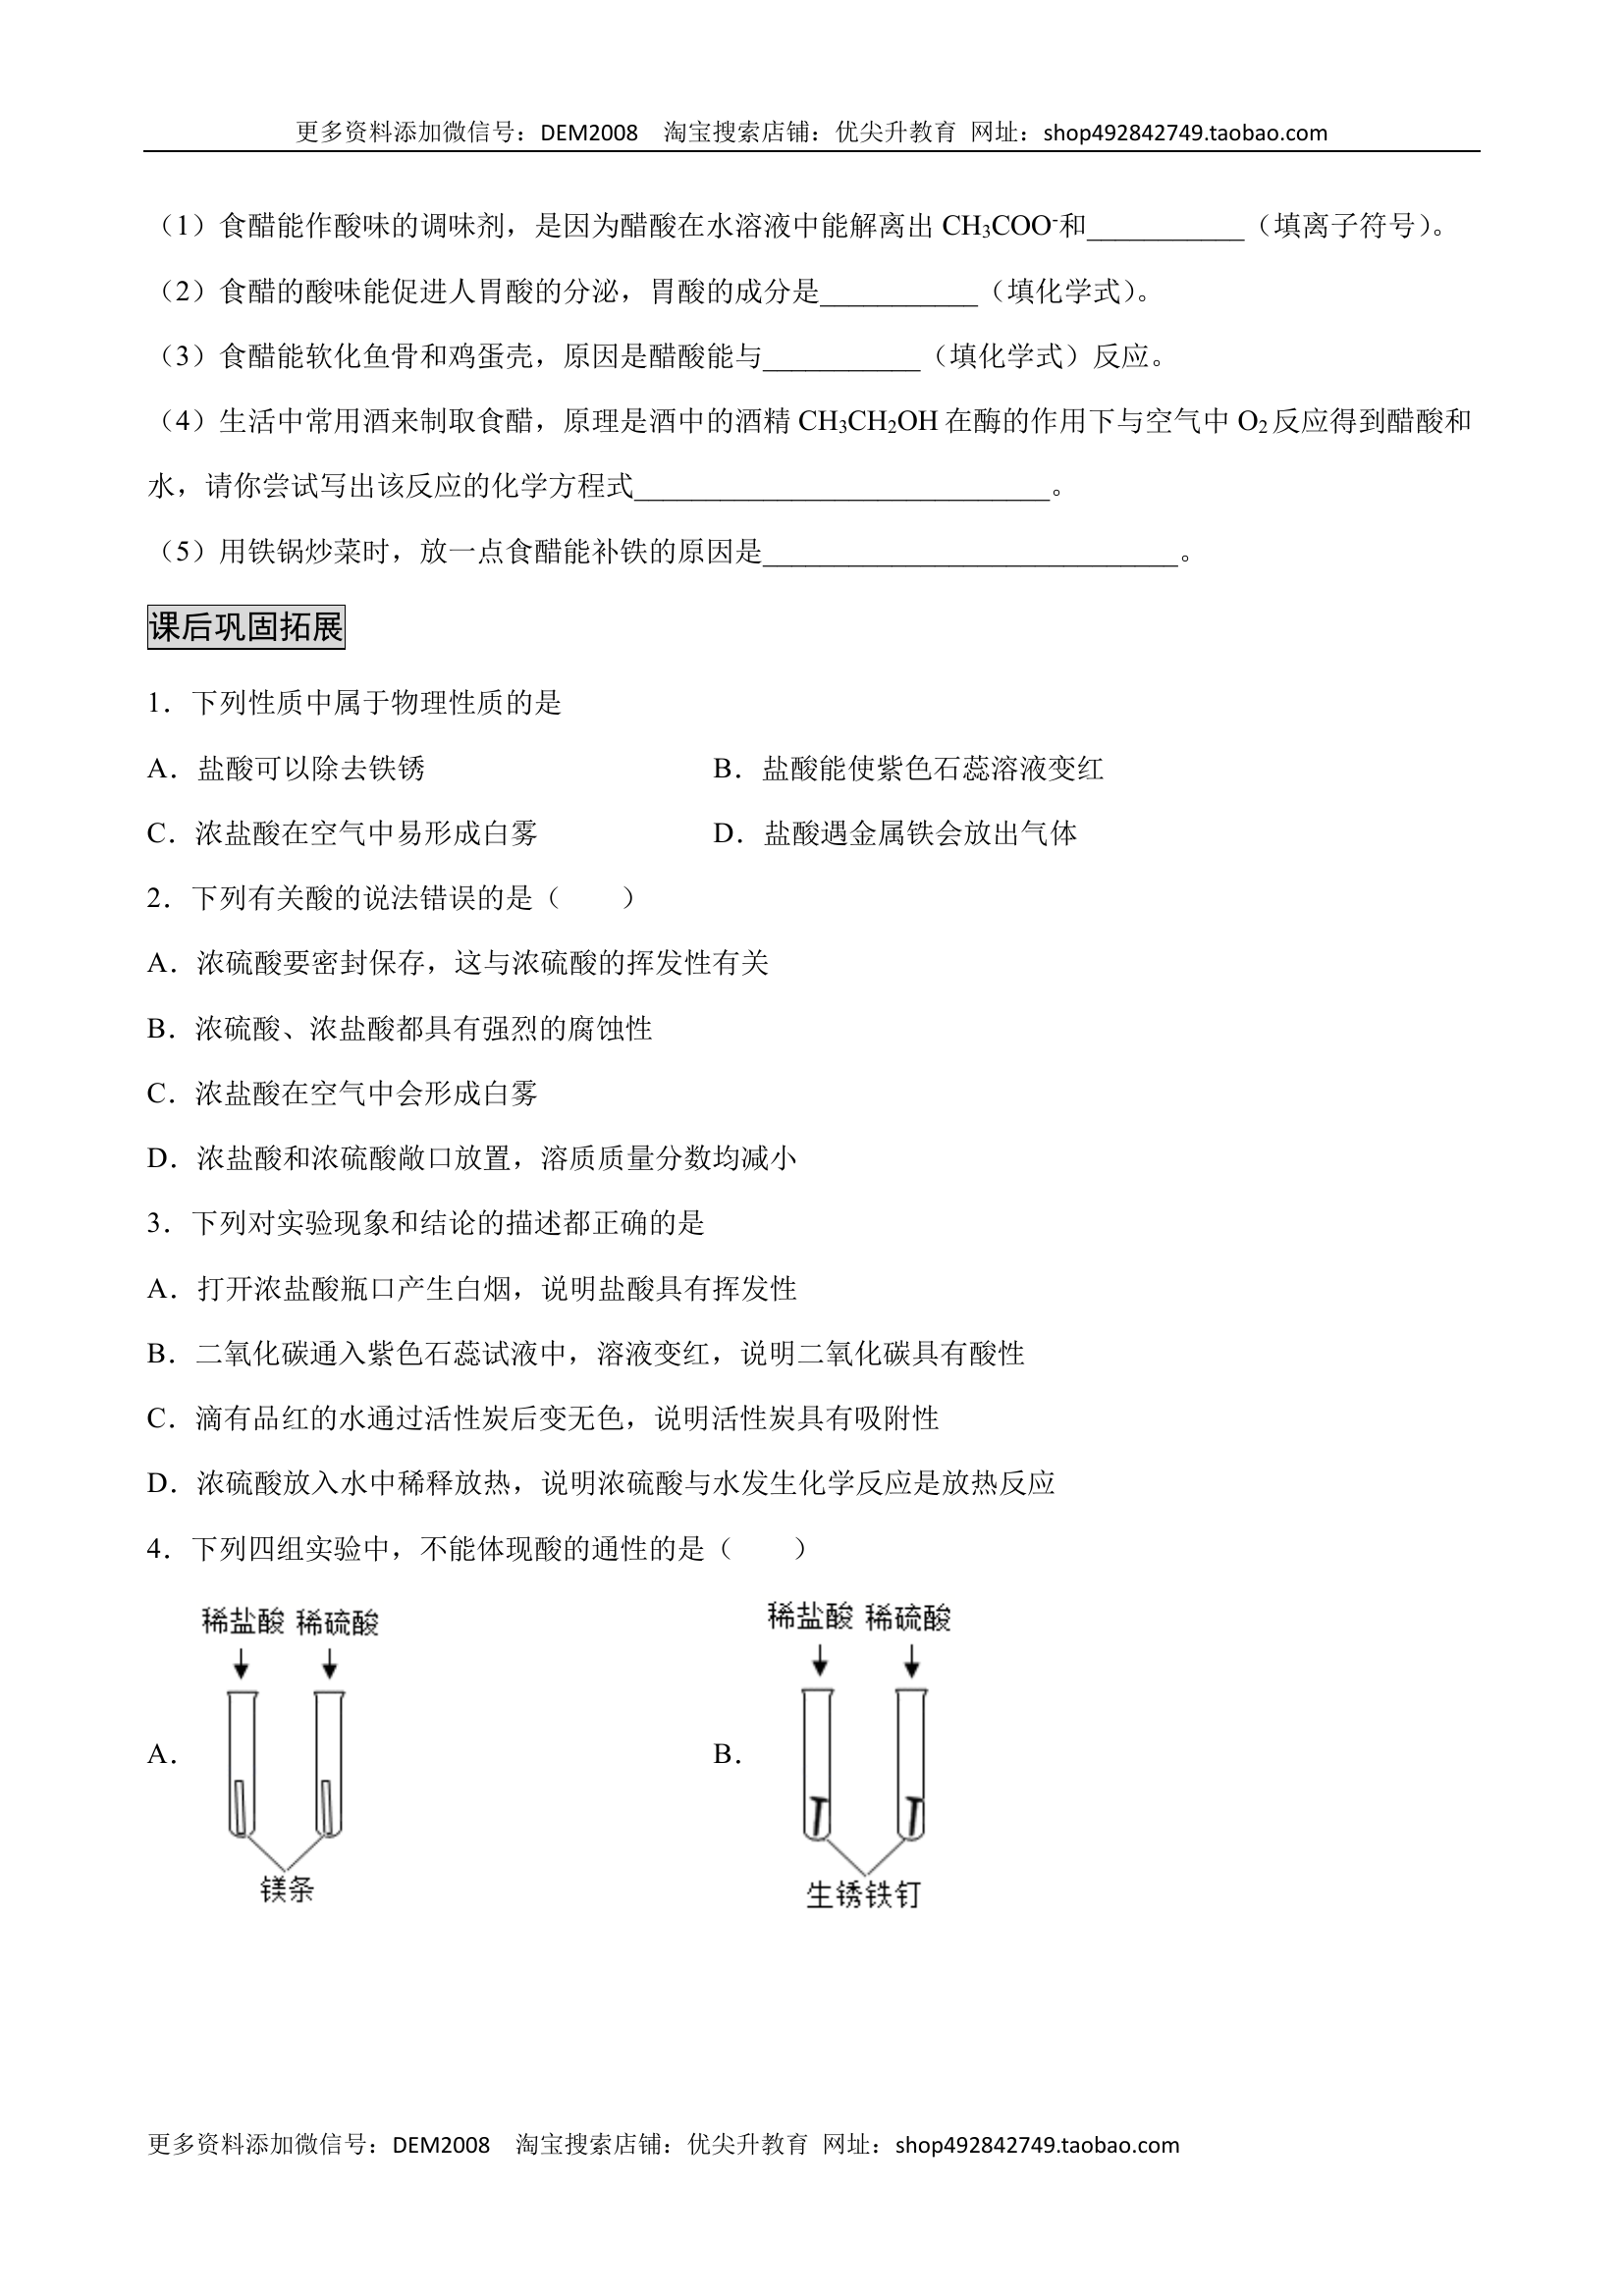 更多资料添加微信号：DEM2008    淘宝搜索店铺：优尖升教育  网址：shop492842749.taobao.com
（1）食醋能作酸味的调味剂，是因为醋酸在水溶液中能解离出 CH₃COO⁻和___________（填离子符号）。
（2）食醋的酸味能促进人胃酸的分泌，胃酸的成分是___________（填化学式）。
（3）食醋能软化鱼骨和鸡蛋壳，原因是醋酸能与___________（填化学式）反应。
（4）生活中常用酒来制取食醋，原理是酒中的酒精 CH₃CH₂OH 在酶的作用下与空气中 O₂ 反应得到醋酸和
水，请你尝试写出该反应的化学方程式_____________________________。
（5）用铁锅炒菜时，放一点食醋能补铁的原因是_____________________________。
课后巩固拓展
1．下列性质中属于物理性质的是
A．盐酸可以除去铁锈 B．盐酸能使紫色石蕊溶液变红
C．浓盐酸在空气中易形成白雾 D．盐酸遇金属铁会放出气体
2．下列有关酸的说法错误的是（　　）
A．浓硫酸要密封保存，这与浓硫酸的挥发性有关
B．浓硫酸、浓盐酸都具有强烈的腐蚀性
C．浓盐酸在空气中会形成白雾
D．浓盐酸和浓硫酸敞口放置，溶质质量分数均减小
3．下列对实验现象和结论的描述都正确的是
A．打开浓盐酸瓶口产生白烟，说明盐酸具有挥发性
B．二氧化碳通入紫色石蕊试液中，溶液变红，说明二氧化碳具有酸性
C．滴有品红的水通过活性炭后变无色，说明活性炭具有吸附性
D．浓硫酸放入水中稀释放热，说明浓硫酸与水发生化学反应是放热反应
4．下列四组实验中，不能体现酸的通性的是（　　）
稀盐酸 稀硫酸
A．
镁条
稀盐酸 稀硫酸
B．
生锈铁钉
更多资料添加微信号：DEM2008    淘宝搜索店铺：优尖升教育  网址：shop492842749.taobao.com